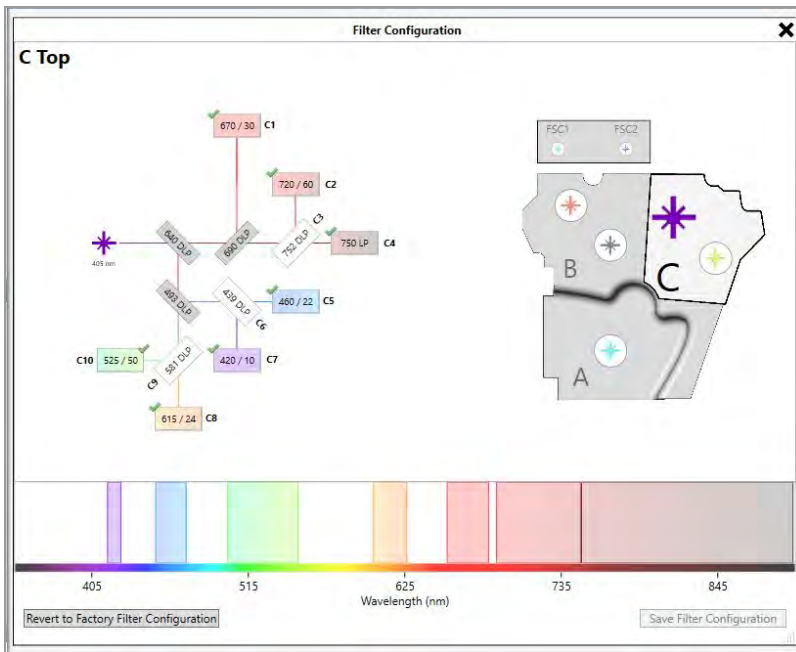 Filter Configuration
C Top
670 / 30 C1
FSC1 FSC2
720 / 60 C2
C3
640 DLP
690 DLP
752 DLP
750 LP C4
405 nm
B
C
493 DLP
439 DLP
460 / 22 C5
C6
C10 525 / 50
581 DLP
420 / 10 C7
C9
A
615 / 24 C8
405 515 625 735 845
Wavelength (nm)
Revert to Factory Filter Configuration
Save Filter Configuration